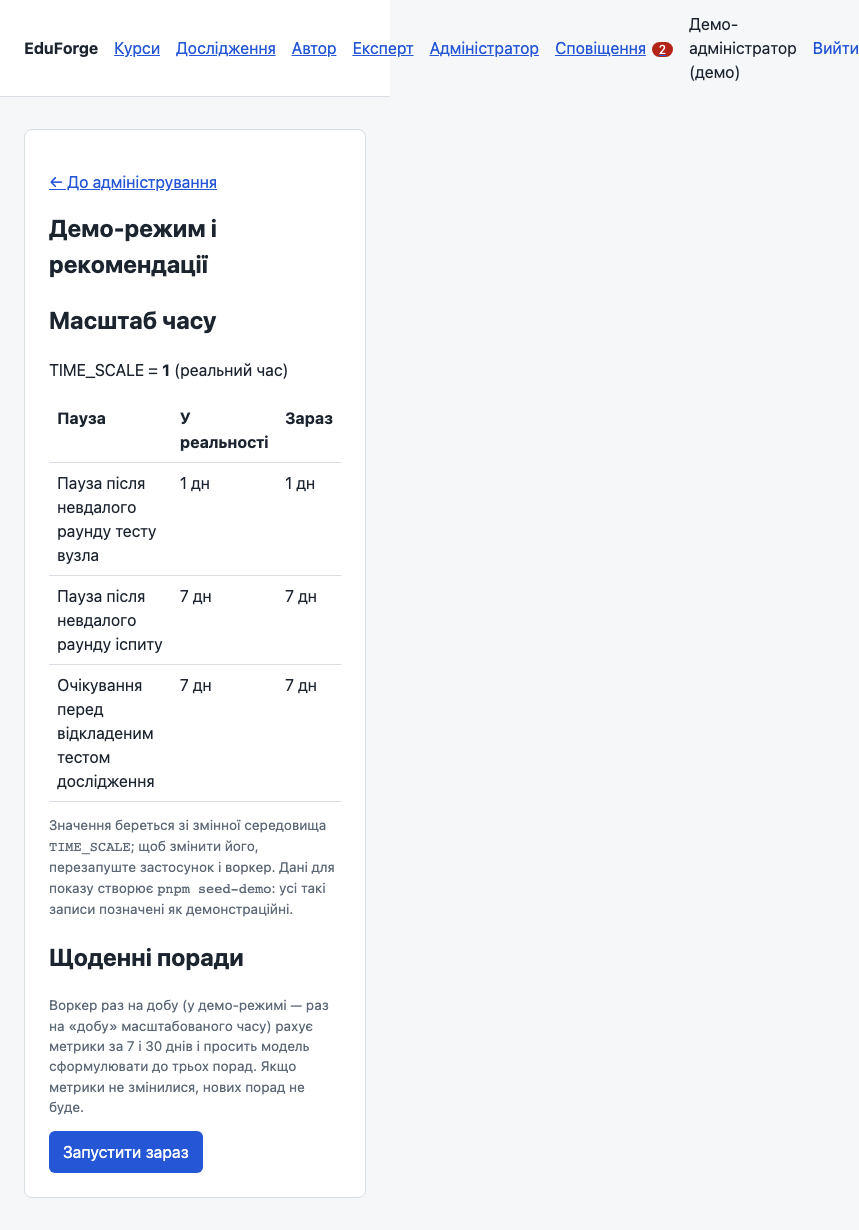 EduForge Курси Дослідження Автор Експерт Адміністратор Сповіщення 2 Демо-адміністратор (демо) Вийти
← До адміністрування
Демо-режим і
рекомендації
Масштаб часу
TIME_SCALE = 1 (реальний час)
Пауза У реальності Зараз
Пауза після невдалого раунду тесту вузла 1 дн 1 дн
Пауза після невдалого раунду іспиту 7 дн 7 дн
Очікування перед відкладеним тестом дослідження 7 дн 7 дн
Значення береться зі змінної середовища
TIME_SCALE; щоб змінити його,
перезапустe застосунок і воркер. Дані для
показу створює pnpm seed-demo: усі такі
записи позначені як демонстраційні.
Щоденні поради
Воркер раз на добу (у демо-режимі — раз
на «добу» масштабованого часу) рахує
метрики за 7 і 30 днів і просить модель
сформулювати до трьох порад. Якщо
метрики не змінилися, нових порад не
буде.
Запустити зараз